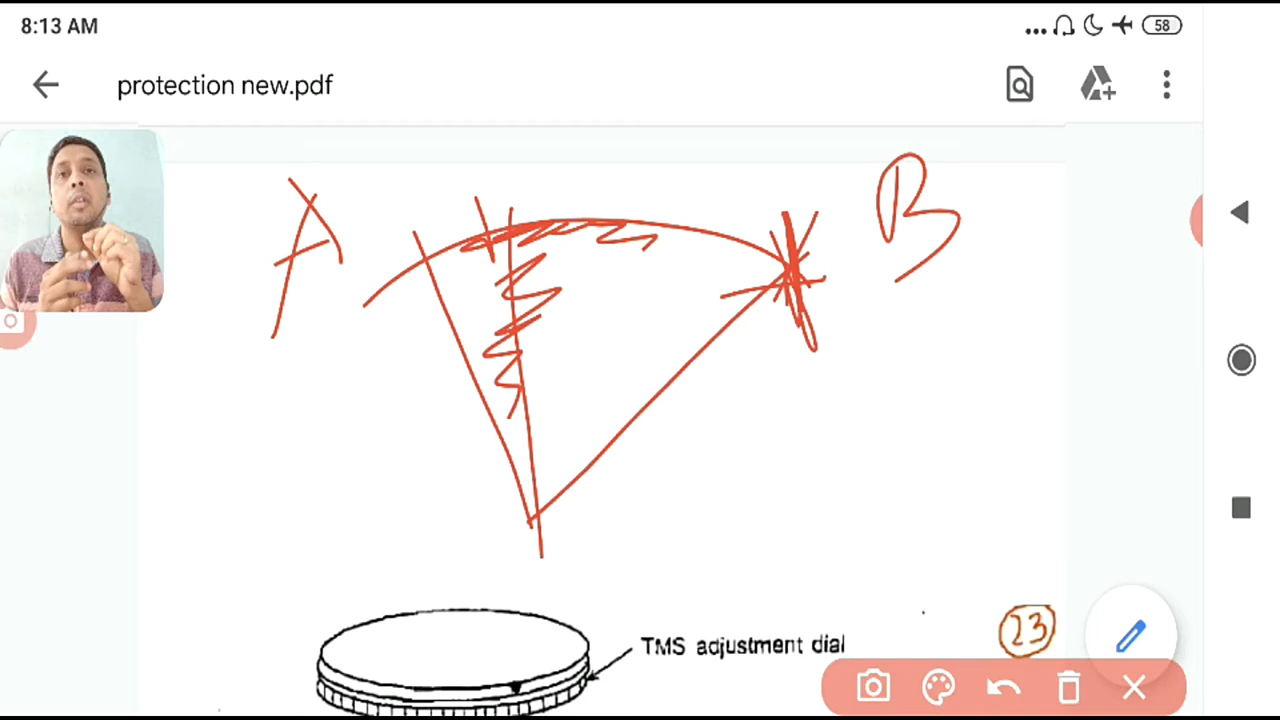 8:13 AM
58
protection new.pdf
A
B
TMS adjustment dial
23